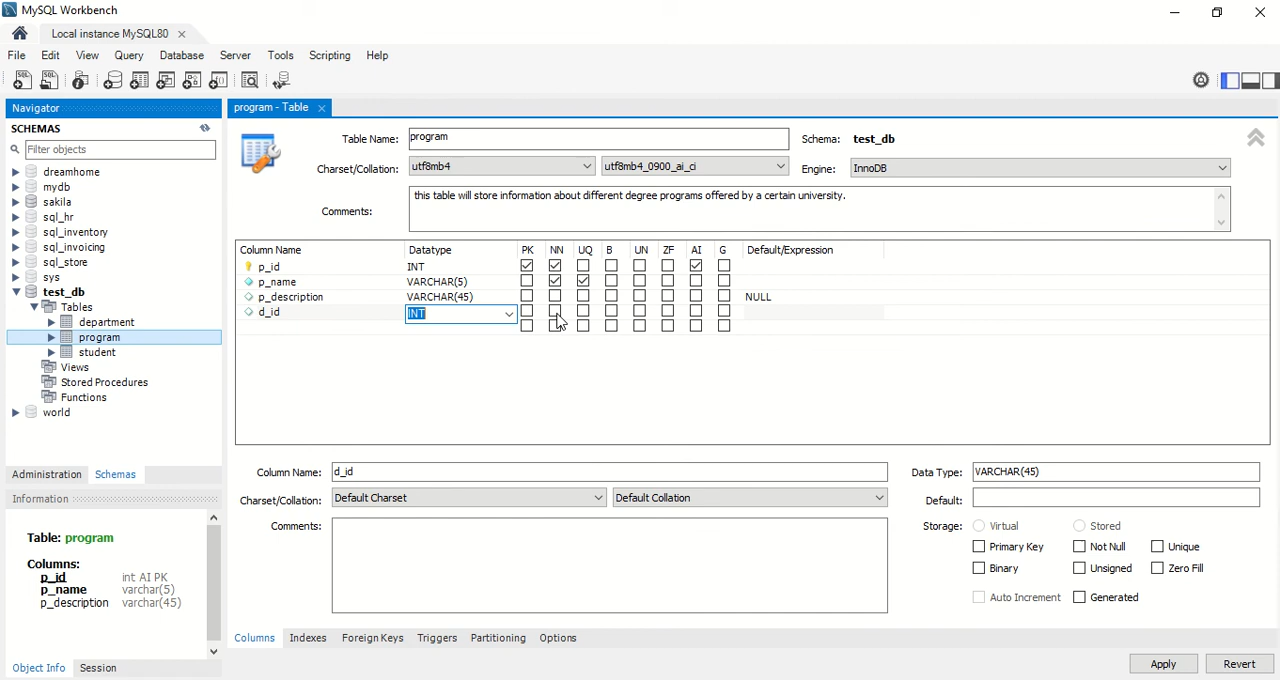 MySQL Workbench
Local instance MySQL80
File Edit View Query Database Server Tools Scripting Help
Navigator
program - Table
SCHEMAS
Filter objects
dreamhome
mydb
sakila
sql_hr
sql_inventory
sql_invoicing
sql_store
sys
test_db
Tables
department
program
student
Views
Stored Procedures
Functions
world
Administration Schemas
Information
Table: program
Columns:
p_id int AI PK
p_name varchar(5)
p_description varchar(45)
Object Info Session
Table Name: program Schema: test_db
Charset/Collation: utf8mb4 utf8mb4_0900_ai_ci Engine: InnoDB
Comments: this table will store information about different degree programs offered by a certain university.
Column Name Datatype PK NN UQ B UN ZF AI G Default/Expression
p_id INT
p_name VARCHAR(5)
p_description VARCHAR(45) NULL
d_id INT
Column Name: d_id Data Type: VARCHAR(45)
Charset/Collation: Default Charset Default Collation Default:
Comments: Storage: Virtual Stored
Primary Key Not Null Unique
Binary Unsigned Zero Fill
Auto Increment Generated
Columns Indexes Foreign Keys Triggers Partitioning Options
Apply Revert